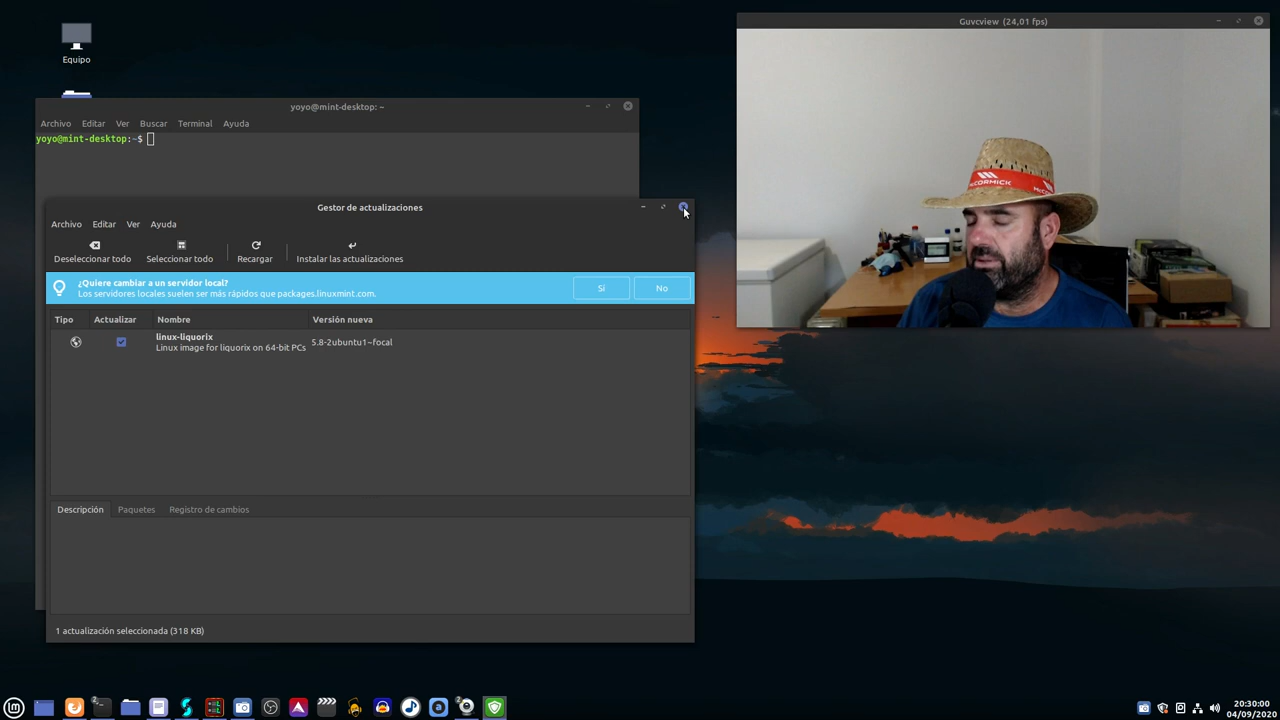 Guvcview (24,01 fps)
Equipo
yoyo@mint-desktop: ~
Archivo Editar Ver Buscar Terminal Ayuda
yoyo@mint-desktop:~$
Gestor de actualizaciones
Archivo Editar Ver Ayuda
Deseleccionar todo Seleccionar todo Recargar Instalar las actualizaciones
¿Quiere cambiar a un servidor local?
Los servidores locales suelen ser más rápidos que packages.linuxmint.com.
Sí No
Tipo Actualizar Nombre Versión nueva
linux-liquorix
Linux image for liquorix on 64-bit PCs 5.8-2ubuntu1~focal
Descripción Paquetes Registro de cambios
1 actualización seleccionada (318 KB)
McCORMICK
20:30:00
04/09/2020